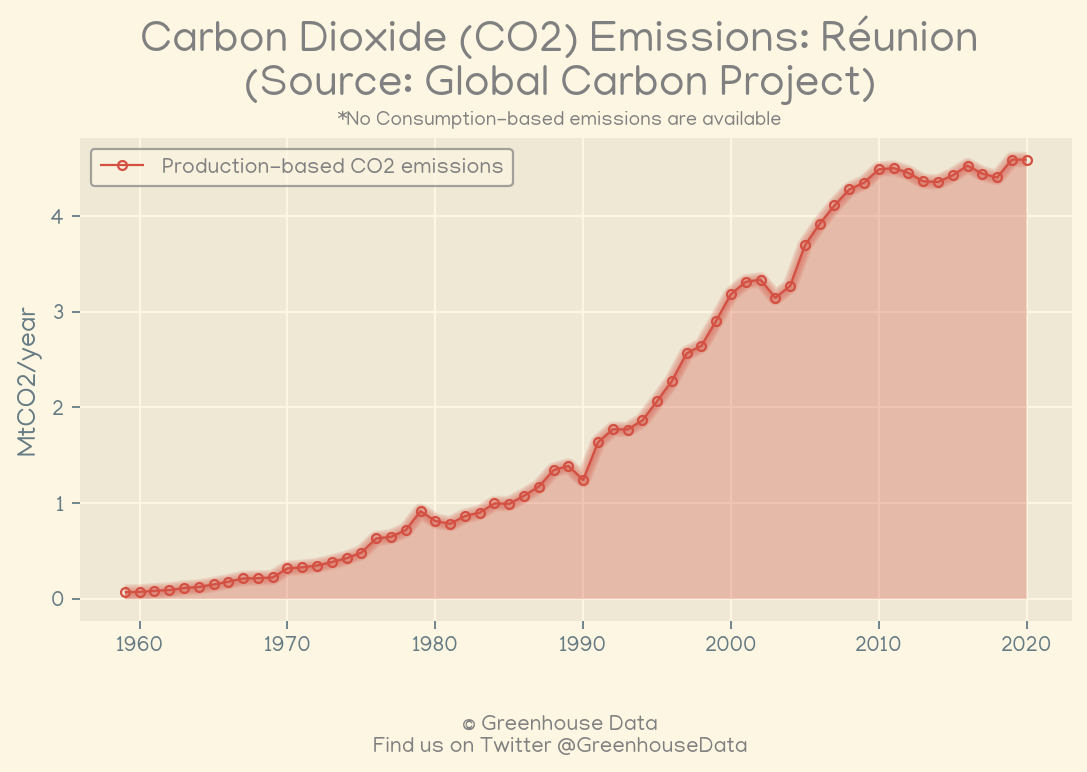 Carbon Dioxide (CO2) Emissions: Réunion
(Source: Global Carbon Project)
*No Consumption-based emissions are available
Production-based CO2 emissions
MtCO2/year
4
3
2
1
0
1960 1970 1980 1990 2000 2010 2020
© Greenhouse Data
Find us on Twitter @GreenhouseData